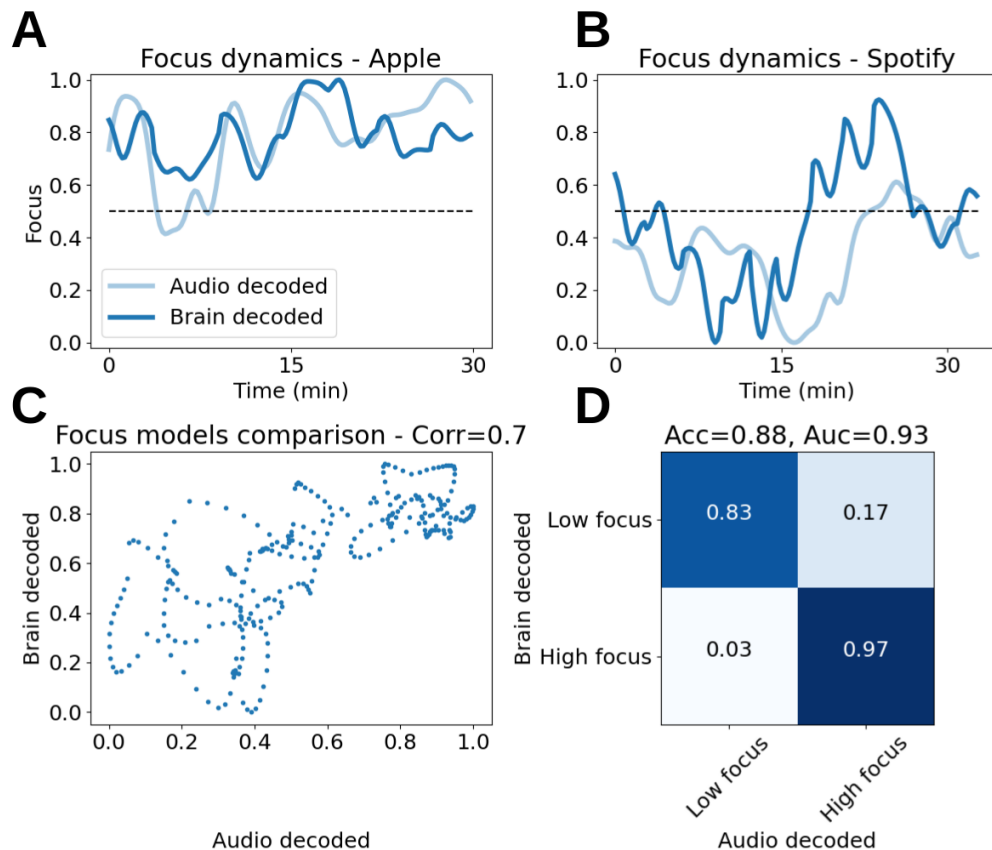 A
Focus dynamics - Apple
1.0
0.8
0.6
0.4
0.2
0.0
Focus
Audio decoded
Brain decoded
0
15
30
Time (min)
B
Focus dynamics - Spotify
1.0
0.8
0.6
0.4
0.2
0.0
0
15
30
Time (min)
C
Focus models comparison - Corr=0.7
1.0
0.8
0.6
0.4
0.2
0.0
Brain decoded
0.0
0.2
0.4
0.6
0.8
1.0
Audio decoded
D
Acc=0.88, Auc=0.93
Brain decoded
Low focus
0.83
0.17
High focus
0.03
0.97
Low focus
High focus
Audio decoded